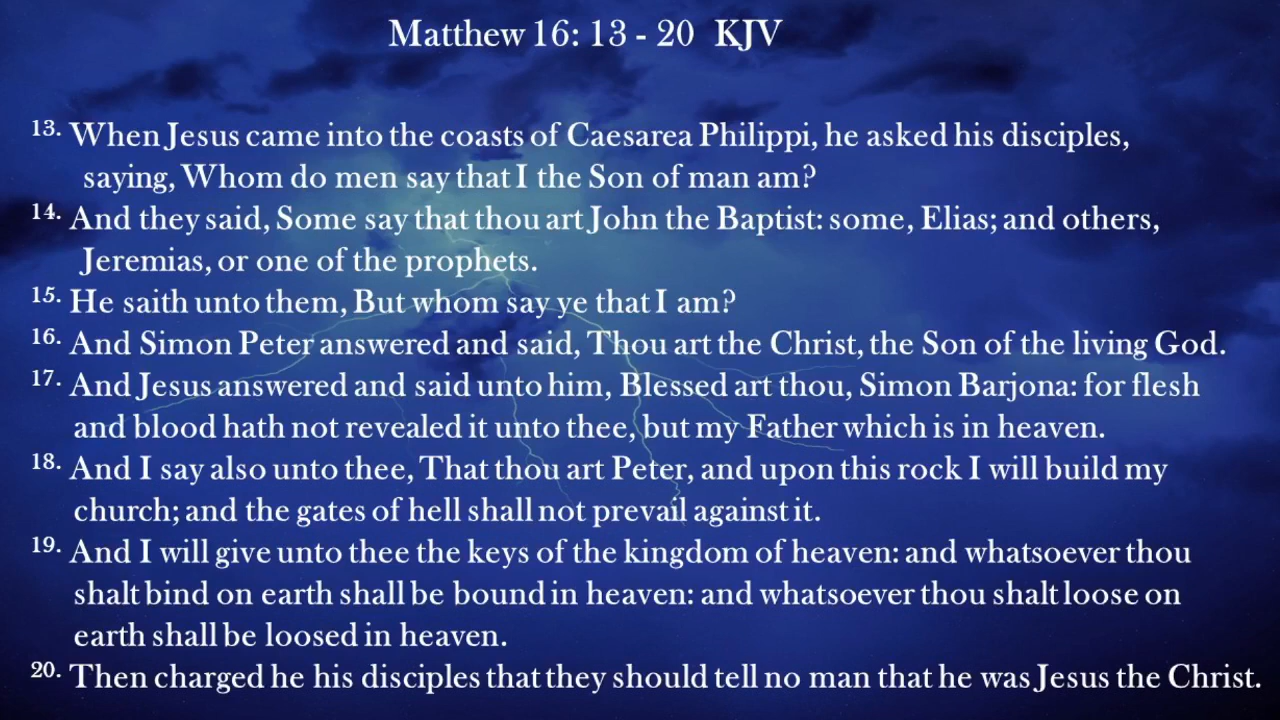 Matthew 16: 13 - 20 KJV
13. When Jesus came into the coasts of Caesarea Philippi, he asked his disciples,
saying, Whom do men say that I the Son of man am?
14. And they said, Some say that thou art John the Baptist: some, Elias; and others,
Jeremias, or one of the prophets.
15. He saith unto them, But whom say ye that I am?
16. And Simon Peter answered and said, Thou art the Christ, the Son of the living God.
17. And Jesus answered and said unto him, Blessed art thou, Simon Barjona: for flesh
and blood hath not revealed it unto thee, but my Father which is in heaven.
18. And I say also unto thee, That thou art Peter, and upon this rock I will build my
church; and the gates of hell shall not prevail against it.
19. And I will give unto thee the keys of the kingdom of heaven: and whatsoever thou
shalt bind on earth shall be bound in heaven: and whatsoever thou shalt loose on
earth shall be loosed in heaven.
20. Then charged he his disciples that they should tell no man that he was Jesus the Christ.